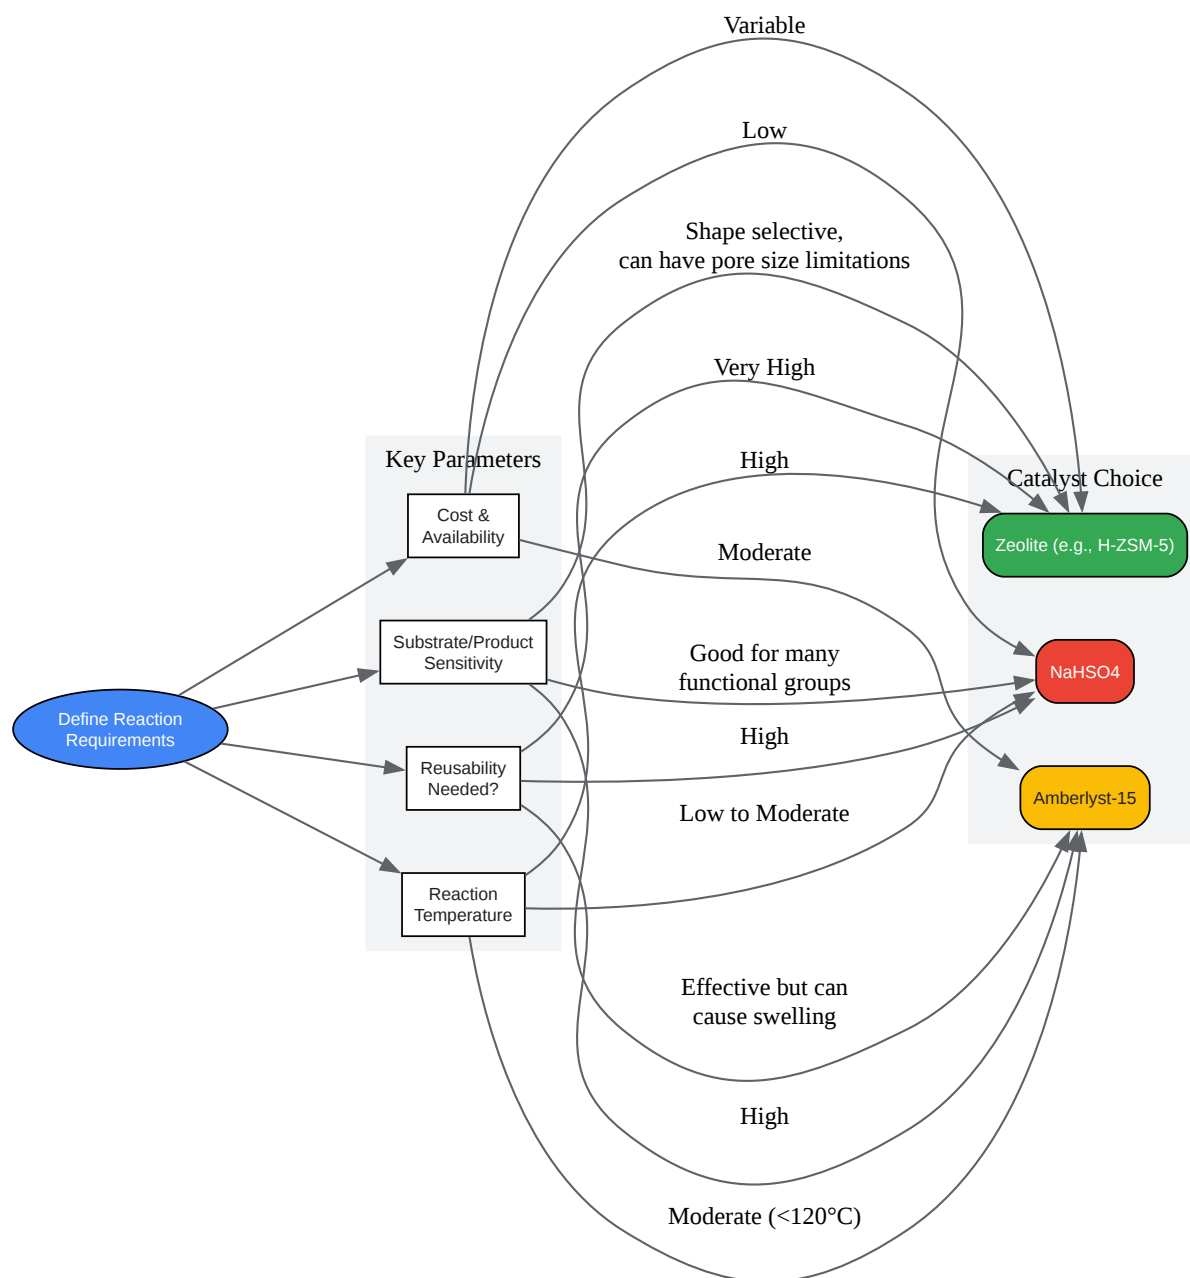 Variable
Low
Shape selective,
can have pore size limitations
Very High
High
Key Parameters
Catalyst Choice
Cost &
Availability
Zeolite (e.g., H-ZSM-5)
Moderate
Substrate/Product
Sensitivity
Good for many
functional groups
NaHSO4
Define Reaction
Requirements
High
Reusability
Needed?
Amberlyst-15
Low to Moderate
Reaction
Temperature
Effective but can
cause swelling
High
Moderate (<120°C)